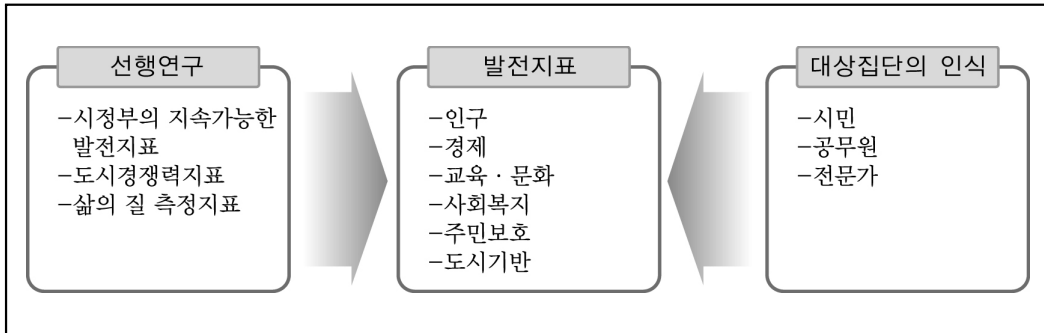 선행연구
–시정부의 지속가능한
발전지표
–도시경쟁력지표
–삶의 질 측정지표
발전지표
–인구
–경제
–교육 · 문화
–사회복지
–주민보호
–도시기반
대상집단의 인식
–시민
–공무원
–전문가